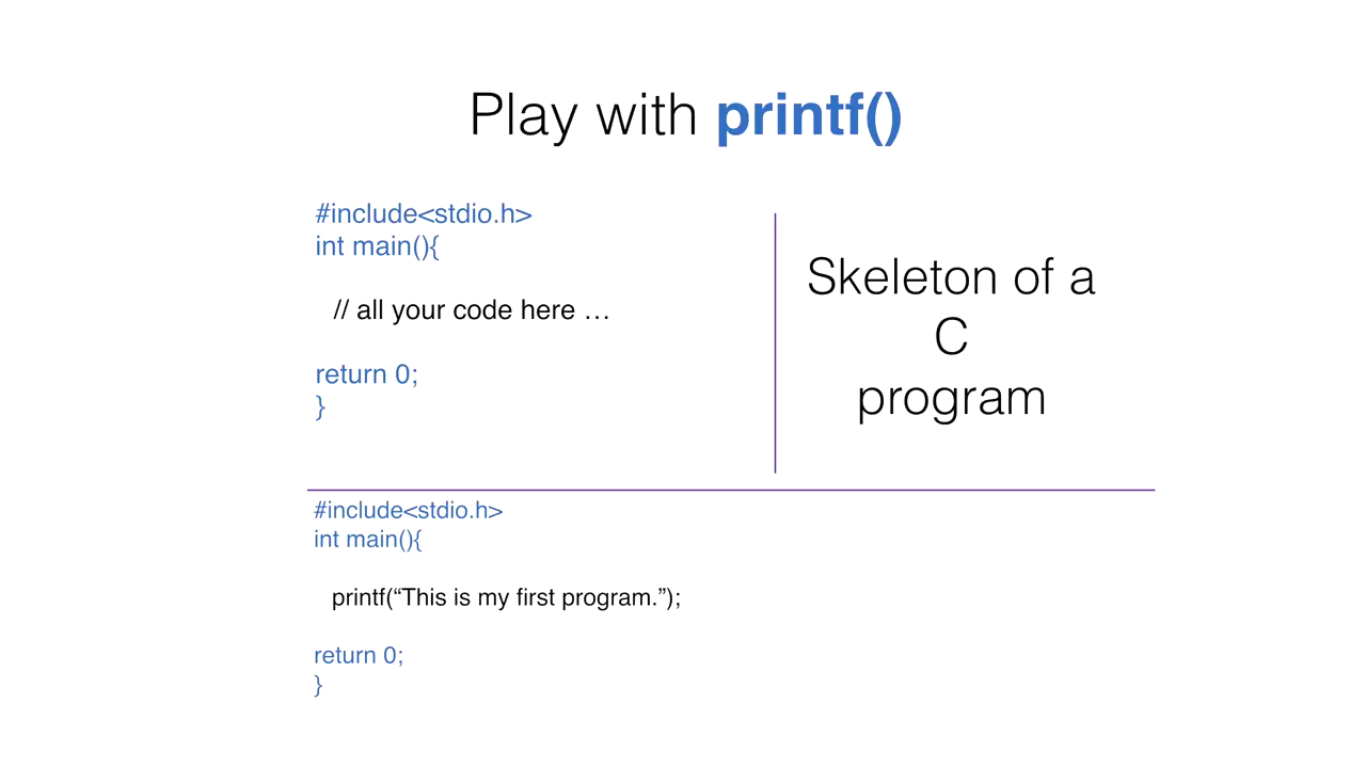 Play with printf()
#include<stdio.h>
int main(){
// all your code here …
return 0;
}
Skeleton of a
C
program
#include<stdio.h>
int main(){
printf(“This is my first program.”);
return 0;
}